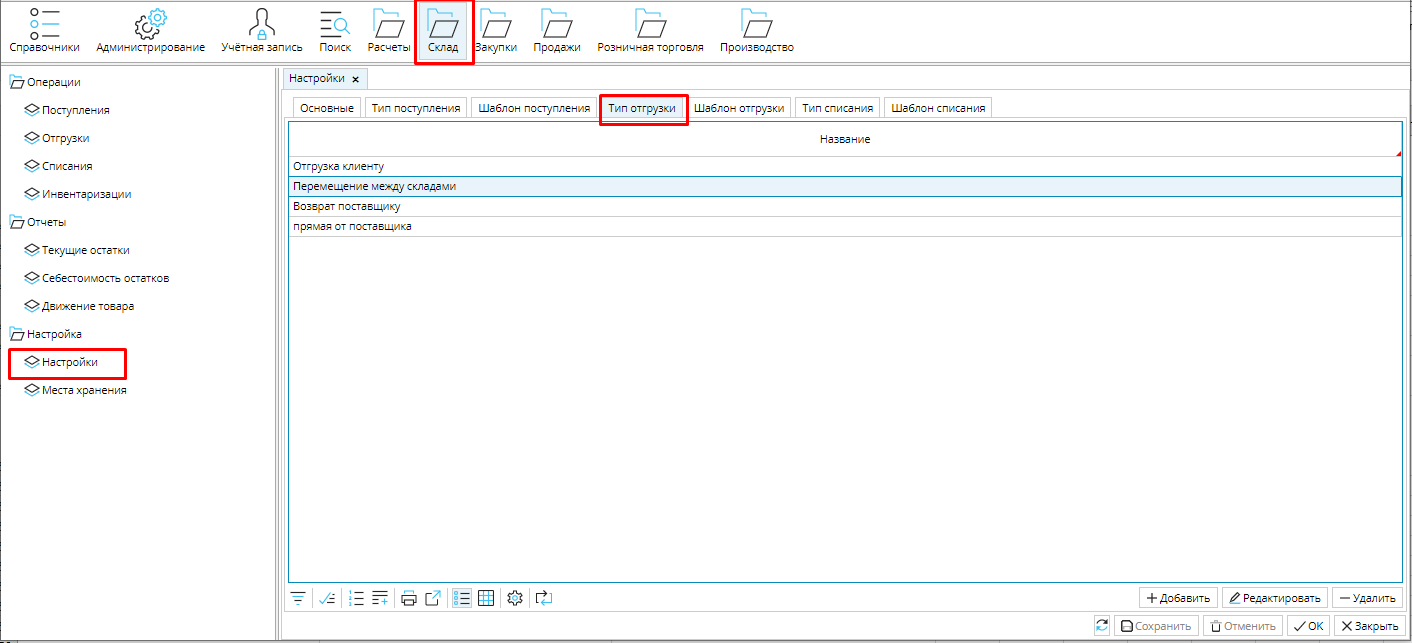 Справочники Администрирование Учётная запись Поиск Расчеты Склад Закупки Продажи Розничная торговля Производство
Операции
Поступления
Отгрузки
Списания
Инвентаризации
Отчеты
Текущие остатки
Себестоимость остатков
Движение товара
Настройка
Настройки
Места хранения
Настройки
Основные Тип поступления Шаблон поступления Тип отгрузки Шаблон отгрузки Тип списания Шаблон списания
Название
Отгрузка клиенту
Перемещение между складами
Возврат поставщику
прямая от поставщика
Добавить Редактировать Удалить
Сохранить Отменить OK Закрыть